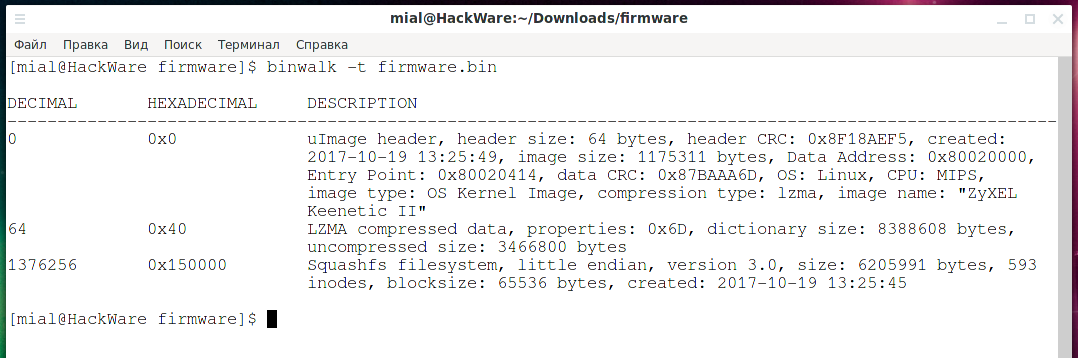 mial@HackWare:~/Downloads/firmware
Файл Правка Вид Поиск Терминал Справка
[mial@HackWare firmware]$ binwalk -t firmware.bin
DECIMAL HEXADECIMAL DESCRIPTION
--------------------------------------------------------------------------------
0 0x0 uImage header, header size: 64 bytes, header CRC: 0x8F18AEF5, created:
2017-10-19 13:25:49, image size: 1175311 bytes, Data Address: 0x80020000,
Entry Point: 0x80020414, data CRC: 0x87BAAA6D, OS: Linux, CPU: MIPS,
image type: OS Kernel Image, compression type: lzma, image name: "ZyXEL
Keenetic II"
64 0x40 LZMA compressed data, properties: 0x6D, dictionary size: 8388608 bytes,
uncompressed size: 3466800 bytes
1376256 0x150000 Squashfs filesystem, little endian, version 3.0, size: 6205991 bytes, 593
inodes, blocksize: 65536 bytes, created: 2017-10-19 13:25:45
[mial@HackWare firmware]$